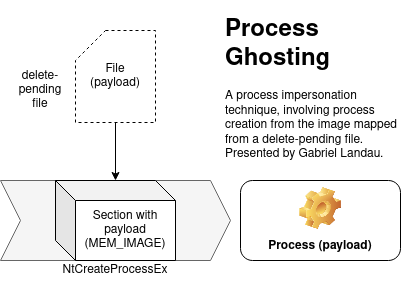 Process
Ghosting
A process impersonation
technique, involving process
creation from the image mapped
from a delete-pending file.
Presented by Gabriel Landau.
delete-
pending
file
File
(payload)
Section with
payload
(MEM_IMAGE)
NtCreateProcessEx
Process (payload)